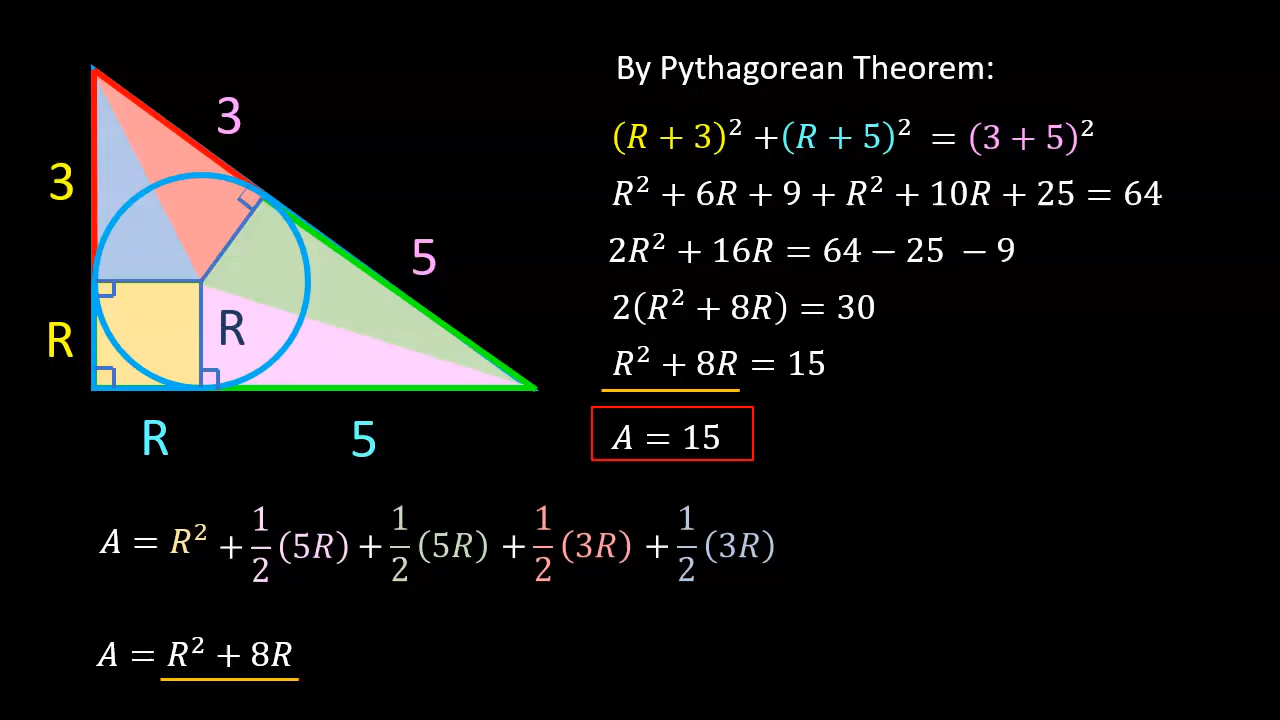 By Pythagorean Theorem:
3
(R + 3)² +(R + 5)² = (3 + 5)²
3
R² + 6R + 9 + R² + 10R + 25 = 64
5
2R² + 16R = 64 − 25 − 9
2(R² + 8R) = 30
R
R
R² + 8R = 15
R
5
A = 15
A = R² + 1/2 (5R) + 1/2 (5R) + 1/2 (3R) + 1/2 (3R)
A = R² + 8R